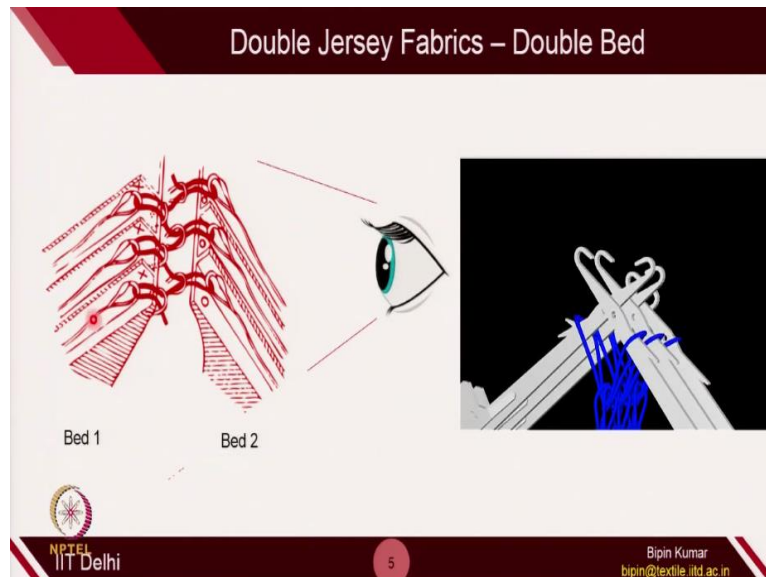 Double Jersey Fabrics – Double Bed
Bed 1
Bed 2
NPTEL
IIT Delhi
5
Bipin Kumar
bipin@textile.iitd.ac.in